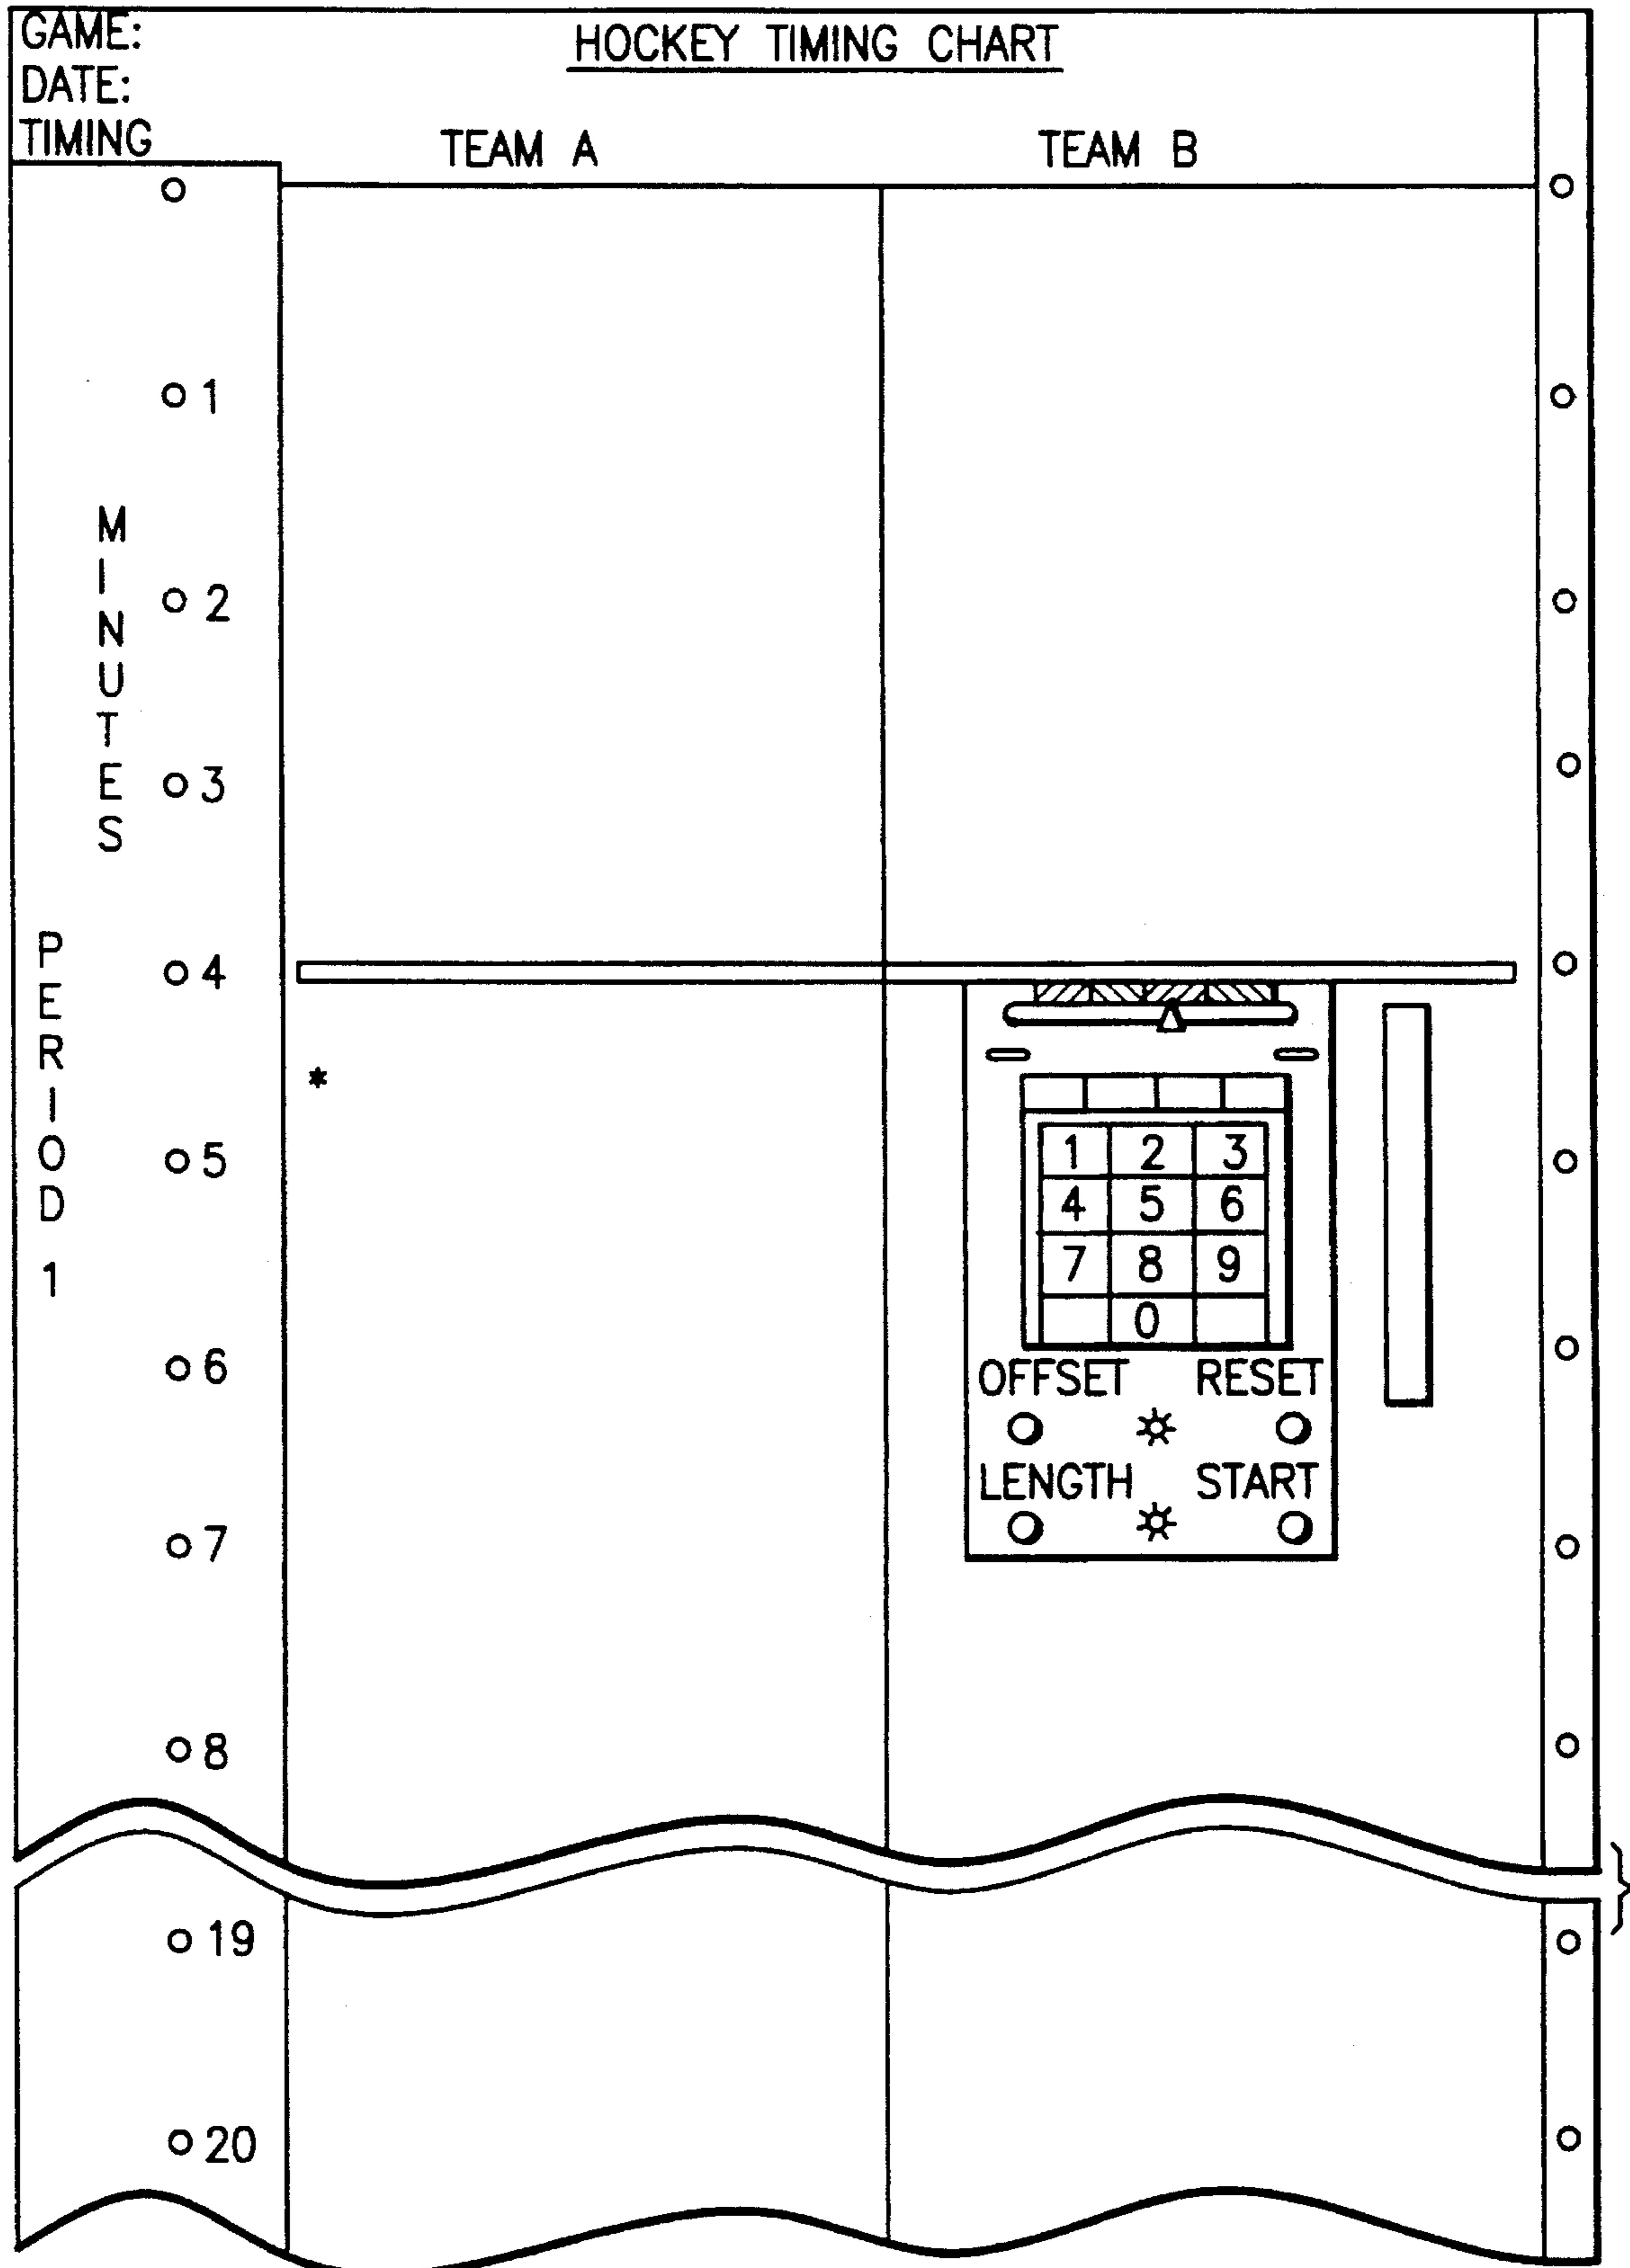 GAME:
HOCKEY TIMING CHART
DATE:
TIMING
TEAM A
TEAM B
1
MINUTES
2
3
PERIOD 1
4
*
5
1 2 3
4 5 6
7 8 9
0
6
OFFSET RESET
LENGTH START
7
8
19
20